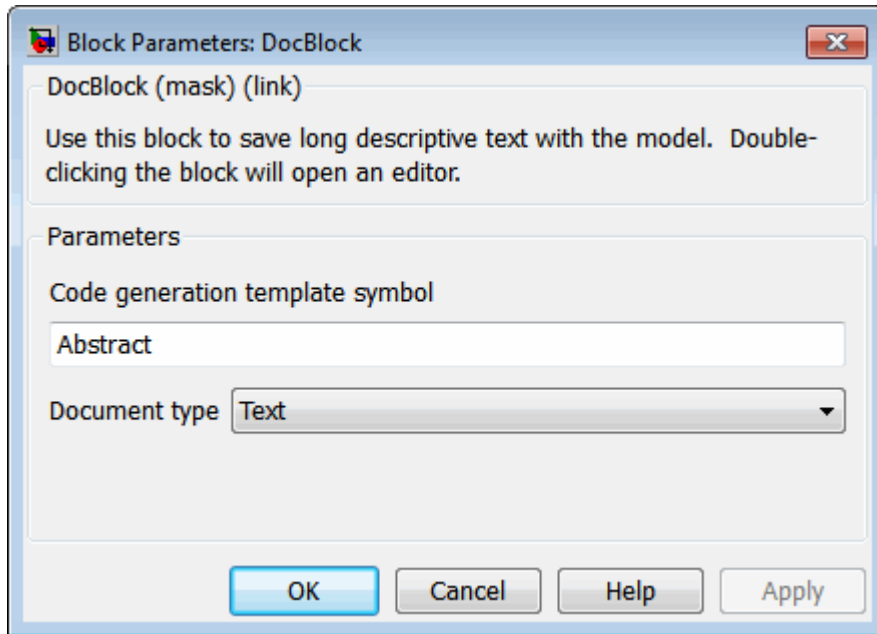 Block Parameters: DocBlock
DocBlock (mask) (link)
Use this block to save long descriptive text with the model.  Double-
clicking the block will open an editor.
Parameters
Code generation template symbol
Abstract
Document type Text
OK Cancel Help Apply